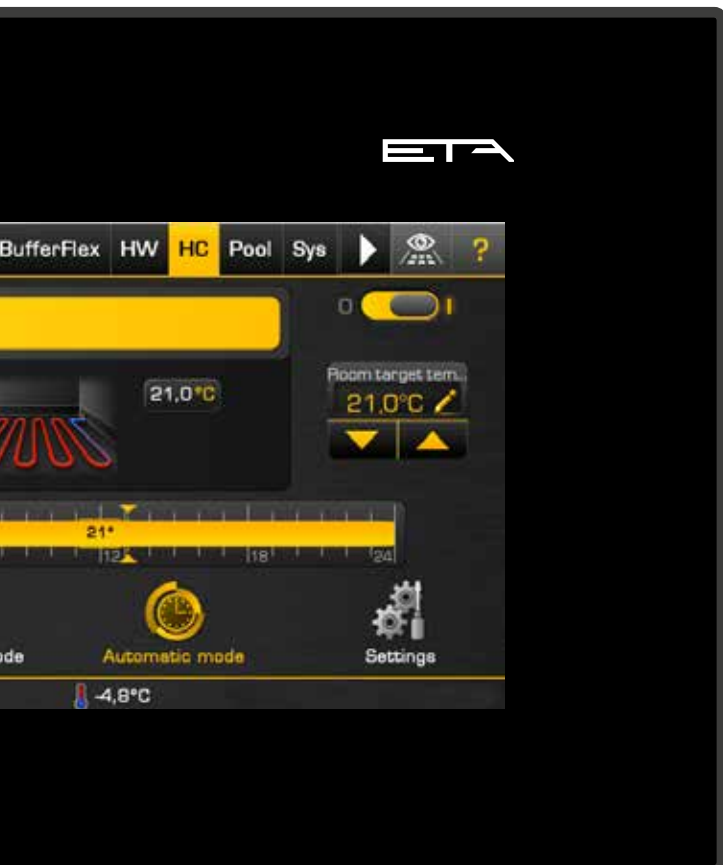 ETA
BufferFlex HW HC Pool Sys ?
0 I
Room target tem...
21,0°C
21,0°C
21°
12 18 24
Automatic mode Settings
-4,8°C